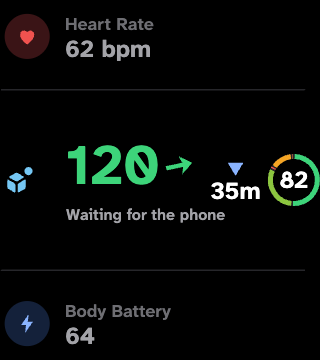 Heart Rate
62 bpm
120
35m
82
Waiting for the phone
Body Battery
64